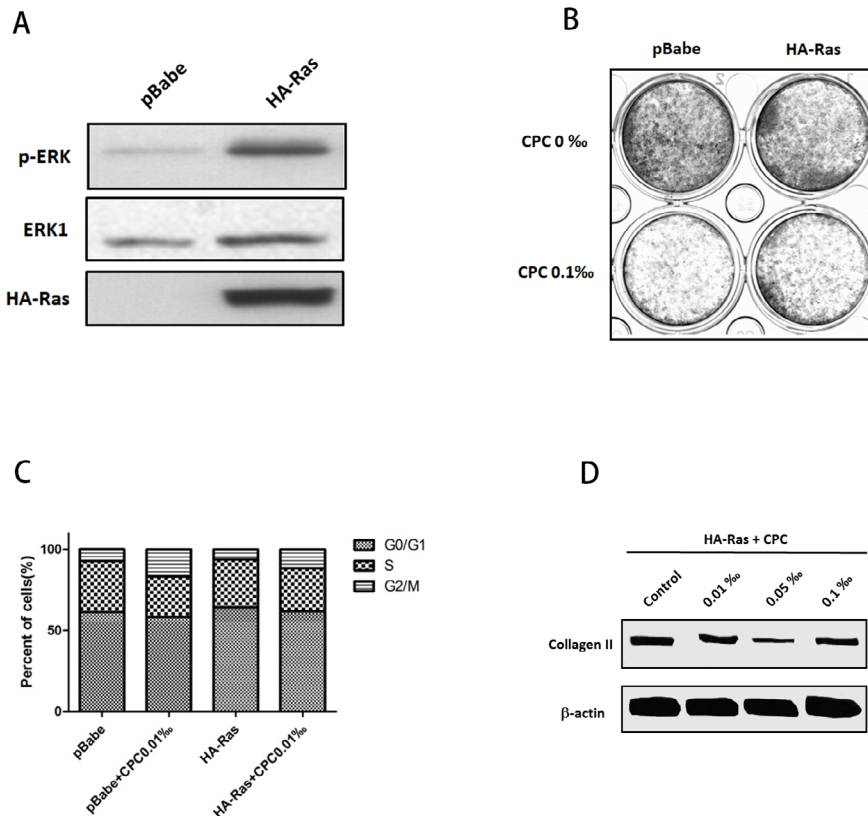 A
pBabe
HA-Ras
p-ERK
ERK1
HA-Ras
B
pBabe
HA-Ras
CPC 0 ‰
CPC 0.1‰
C
Percent of cells(%)
100
50
0
G0/G1
S
G2/M
pBabe
pBabe+CPC0.01‰
HA-Ras
HA-Ras+CPC0.01‰
D
HA-Ras + CPC
Control
0.01 ‰
0.05 ‰
0.1 ‰
Collagen II
β-actin